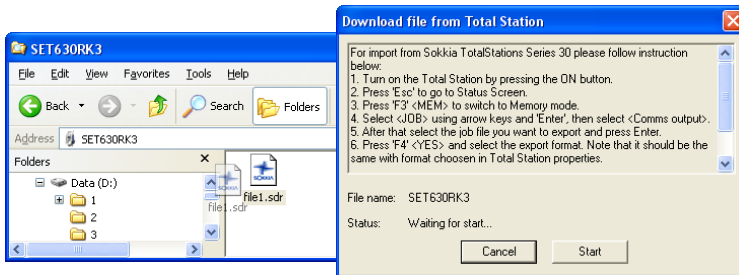 SET630RK3
File Edit View Favorites Tools Help
Back Search Folders
Address SET630RK3
Folders ×
Data (D:)
1
2
3
SOKKIA
file1.sdr
SOKKIA
file1.sdr
Download file from Total Station
For import from Sokkia TotalStations Series 30 please follow instruction
below:
1. Turn on the Total Station by pressing the ON button.
2. Press 'Esc' to go to Status Screen.
3. Press 'F3' <MEM> to switch to Memory mode.
4. Select <JOB> using arrow keys and 'Enter', then select <Comms output>.
5. After that select the job file you want to export and press Enter.
6. Press 'F4' <YES> and select the export format. Note that it should be the
same with format choosen in Total Station properties.
File name: SET630RK3
Status: Waiting for start...
Cancel Start